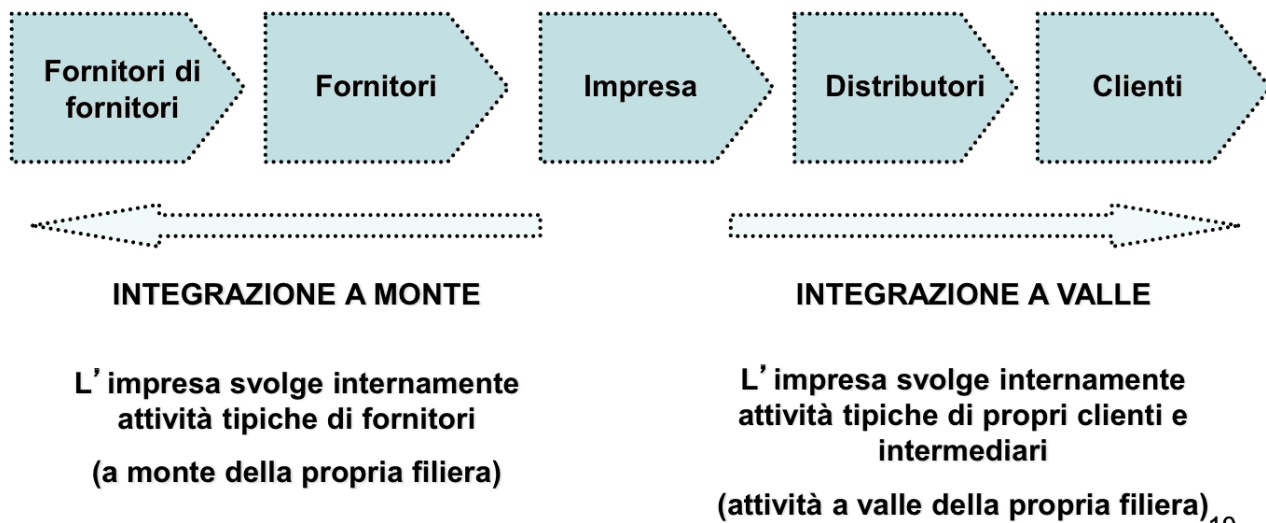 Fornitori di
fornitori
Fornitori
Impresa
Distributori
Clienti
INTEGRAZIONE A MONTE
L’ impresa svolge internamente
attività tipiche di fornitori
(a monte della propria filiera)
INTEGRAZIONE A VALLE
L’ impresa svolge internamente
attività tipiche di propri clienti e
intermediari
(attività a valle della propria filiera)